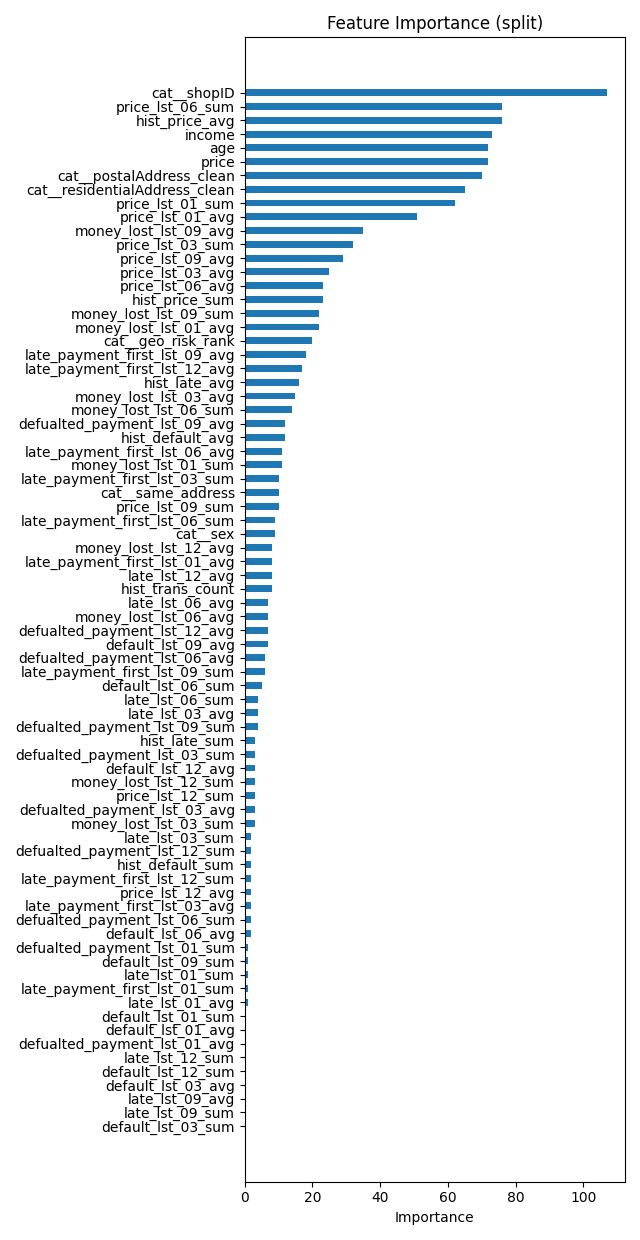 Feature Importance (split)
cat__shopID
price_lst_06_sum
hist_price_avg
income
age
price
cat__postalAddress_clean
cat__residentialAddress_clean
price_lst_01_sum
price_lst_01_avg
money_lost_lst_09_avg
price_lst_03_sum
price_lst_09_avg
price_lst_03_avg
price_lst_06_avg
hist_price_sum
money_lost_lst_09_sum
money_lost_lst_01_avg
cat__geo_risk_rank
late_payment_first_lst_09_avg
late_payment_first_lst_12_avg
hist_late_avg
money_lost_lst_03_avg
money_lost_lst_06_sum
defualted_payment_lst_09_avg
hist_default_avg
late_payment_first_lst_06_avg
money_lost_lst_01_sum
late_payment_first_lst_03_sum
cat__same_address
price_lst_09_sum
late_payment_first_lst_06_sum
cat__sex
money_lost_lst_12_avg
late_payment_first_lst_01_avg
late_lst_12_avg
hist_trans_count
late_lst_06_avg
money_lost_lst_06_avg
defualted_payment_lst_12_avg
default_lst_09_avg
defualted_payment_lst_06_avg
late_payment_first_lst_09_sum
default_lst_06_sum
late_lst_06_sum
late_lst_03_avg
defualted_payment_lst_09_sum
hist_late_sum
defualted_payment_lst_03_sum
default_lst_12_avg
money_lost_lst_12_sum
price_lst_12_sum
defualted_payment_lst_03_avg
money_lost_lst_03_sum
late_lst_03_sum
defualted_payment_lst_12_sum
hist_default_sum
late_payment_first_lst_12_sum
price_lst_12_avg
late_payment_first_lst_03_avg
defualted_payment_lst_06_sum
default_lst_06_avg
defualted_payment_lst_01_sum
default_lst_09_sum
late_lst_01_sum
late_payment_first_lst_01_sum
late_lst_01_avg
default_lst_01_sum
default_lst_01_avg
defualted_payment_lst_01_avg
late_lst_12_sum
default_lst_12_sum
default_lst_03_avg
late_lst_09_avg
late_lst_09_sum
default_lst_03_sum
0 20 40 60 80 100
Importance